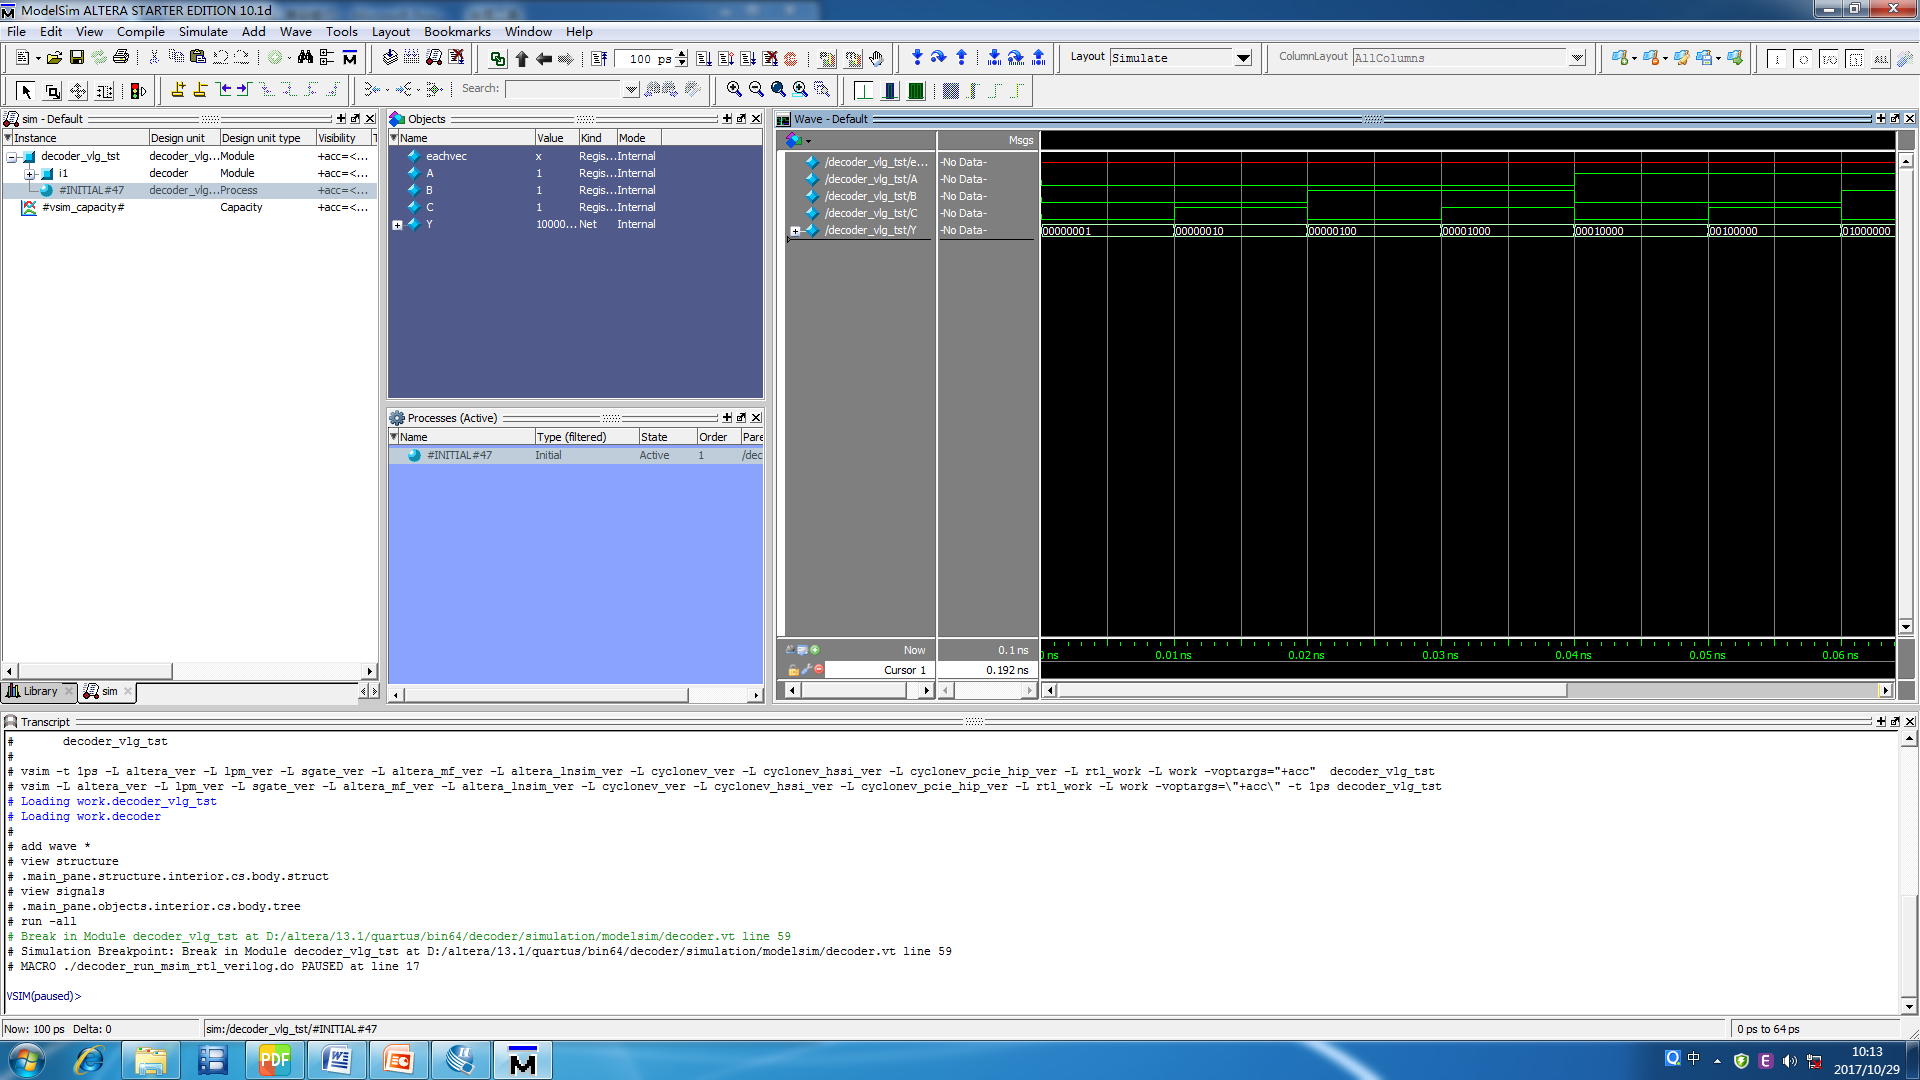 ModelSim ALTERA STARTER EDITION 10.1d
File Edit View Compile Simulate Add Wave Tools Layout Bookmarks Window Help
100 ps
Layout Simulate
ColumnLayout AllColumns
Search:
sim - Default
Instance Design unit Design unit type Visibility T
decoder_vlg_tst decoder_vlg... Module +acc=<...
i1 decoder Module +acc=<...
#INITIAL#47 decoder_vlg... Process +acc=<...
#vsim_capacity# Capacity +acc=<...
Library sim
Objects
Name Value Kind Mode
eachvec x Regis... Internal
A 1 Regis... Internal
B 1 Regis... Internal
C 1 Regis... Internal
Y 10000... Net Internal
Processes (Active)
Name Type (filtered) State Order Pare
#INITIAL#47 Initial Active 1 /dec
Wave - Default
Msgs
/decoder_vlg_tst/e... -No Data-
/decoder_vlg_tst/A -No Data-
/decoder_vlg_tst/B -No Data-
/decoder_vlg_tst/C -No Data-
/decoder_vlg_tst/Y -No Data- 00000001 00000010 00000100 00001000 00010000 00100000 01000000
Now 0.1 ns ns 0.01 ns 0.02 ns 0.03 ns 0.04 ns 0.05 ns 0.06 ns
Cursor 1 0.192 ns
Transcript
# decoder_vlg_tst
#
# vsim -t 1ps -L altera_ver -L lpm_ver -L sgate_ver -L altera_mf_ver -L altera_lnsim_ver -L cyclonev_ver -L cyclonev_hssi_ver -L cyclonev_pcie_hip_ver -L rtl_work -L work -voptargs="+acc" decoder_vlg_tst
# vsim -L altera_ver -L lpm_ver -L sgate_ver -L altera_mf_ver -L altera_lnsim_ver -L cyclonev_ver -L cyclonev_hssi_ver -L cyclonev_pcie_hip_ver -L rtl_work -L work -voptargs=\"+acc\" -t 1ps decoder_vlg_tst
# Loading work.decoder_vlg_tst
# Loading work.decoder
#
# add wave *
# view structure
# .main_pane.structure.interior.cs.body.struct
# view signals
# .main_pane.objects.interior.cs.body.tree
# run -all
# Break in Module decoder_vlg_tst at D:/altera/13.1/quartus/bin64/decoder/simulation/modelsim/decoder.vt line 59
# Simulation Breakpoint: Break in Module decoder_vlg_tst at D:/altera/13.1/quartus/bin64/decoder/simulation/modelsim/decoder.vt line 59
# MACRO ./decoder_run_msim_rtl_verilog.do PAUSED at line 17
VSIM(paused)>
Now: 100 ps Delta: 0 sim:/decoder_vlg_tst/#INITIAL#47 0 ps to 64 ps
PDF
中
10:13
2017/10/29